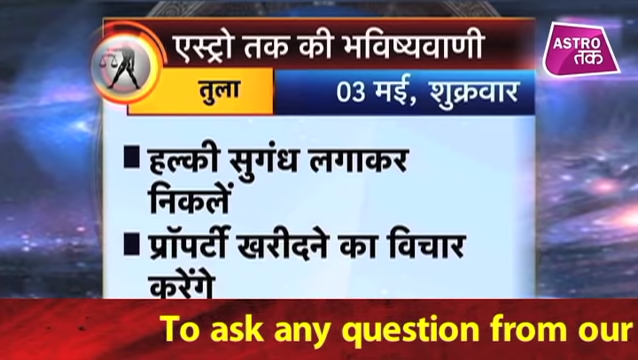 एस्ट्रो तक की भविष्यवाणी
ASTRO
तक
तुला
03 मई, शुक्रवार
हल्की सुगंध लगाकर
निकलें
प्रॉपर्टी खरीदने का विचार
करेंगे
To ask any question from our